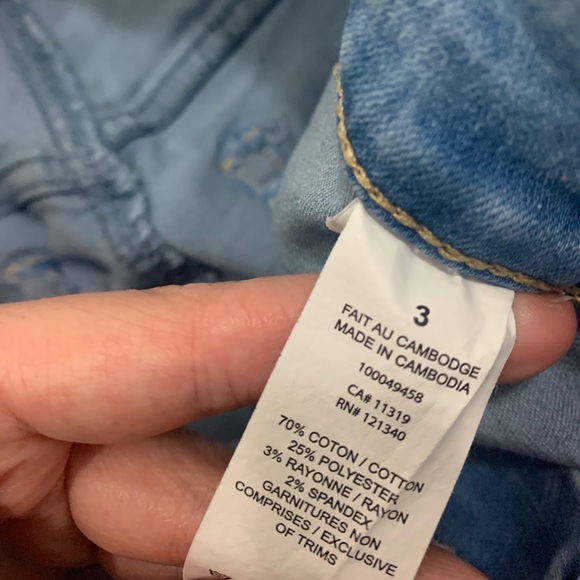 3
FAIT AU CAMBODGE
MADE IN CAMBODIA
100049458
CA# 11319
RN# 121340
70% COTON / COTTON
25% POLYESTER
3% RAYONNE / RAYON
2% SPANDEX
GARNITURES NON
COMPRISES / EXCLUSIVE
OF TRIMS